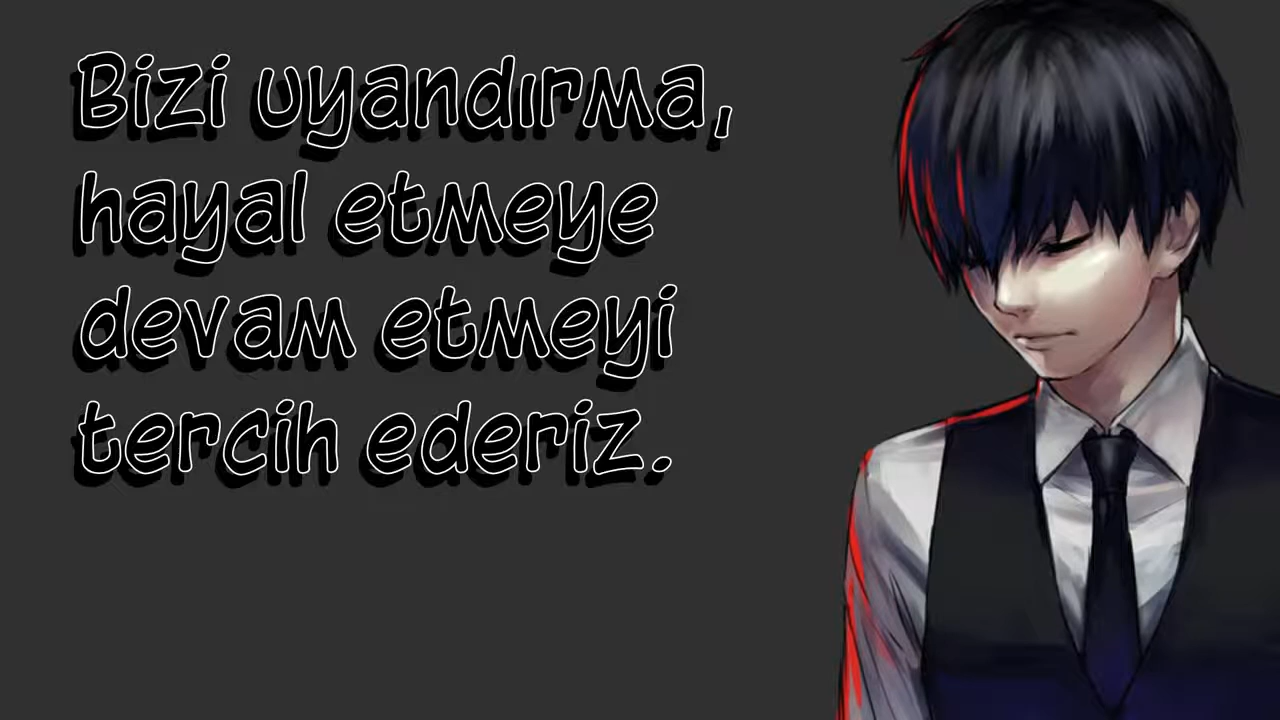 Bizi uyandırma,
hayal etmeye
devam etmeyi
tercih ederiz.